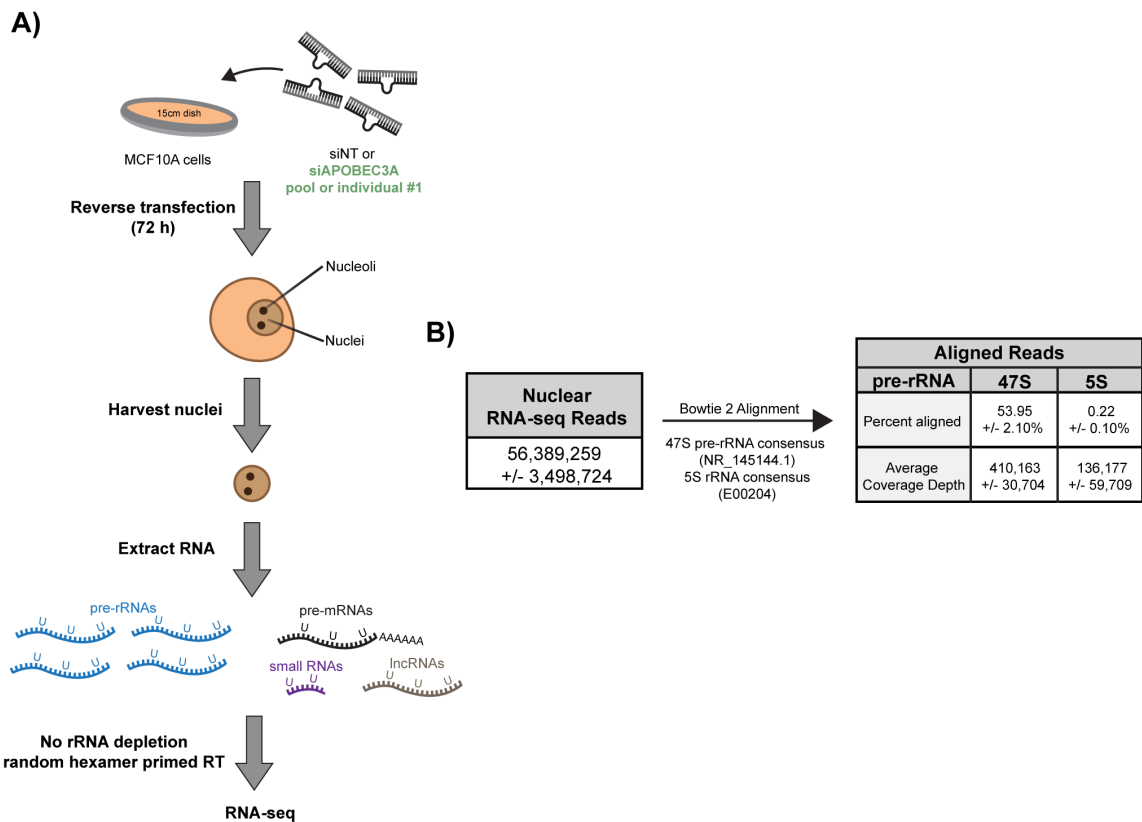 A)
15cm dish
MCF10A cells
siNT or
siAPOBEC3A
pool or individual #1
Reverse transfection
(72 h)
Nucleoli
Nuclei
Harvest nuclei
Extract RNA
pre-rRNAs
U U U
U U U
U U U
U U U
pre-mRNAs
U U U
AAAAAA
small RNAs
U U
lncRNAs
U U U
No rRNA depletion
random hexamer primed RT
RNA-seq
B)
Nuclear
RNA-seq Reads
56,389,259
+/- 3,498,724
Bowtie 2 Alignment
47S pre-rRNA consensus
(NR_145144.1)
5S rRNA consensus
(E00204)
Aligned Reads
pre-rRNA 47S 5S
Percent aligned
53.95
+/- 2.10%
0.22
+/- 0.10%
Average
Coverage Depth
410,163
+/- 30,704
136,177
+/- 59,709